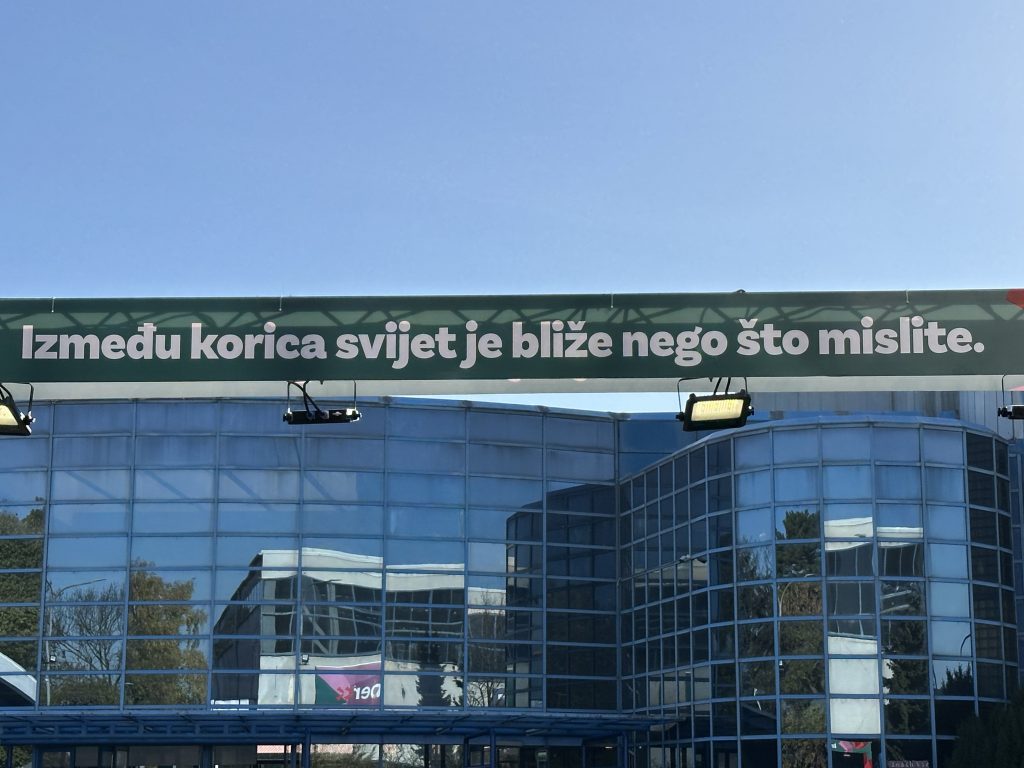 Između korica svijet je bliže nego što mislite.